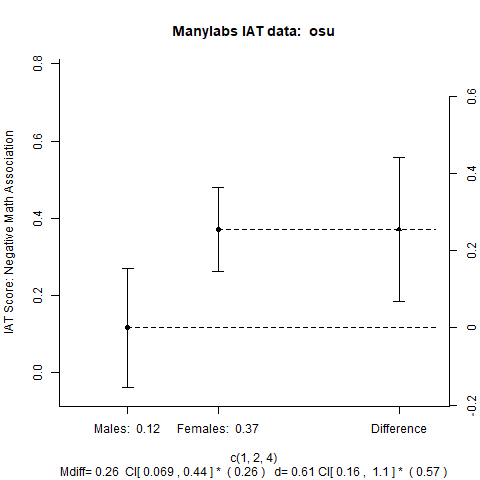 Manylabs IAT data:  osu
IAT Score: Negative Math Association
0.8
0.6
0.4
0.2
0.0
0.6
0.4
0.2
0
-0.2
Males:  0.12
Females:  0.37
Difference
c(1, 2, 4)
Mdiff= 0.26  CI[ 0.069 , 0.44 ] *  ( 0.26 )   d= 0.61 CI[ 0.16 ,  1.1 ] *  ( 0.57 )